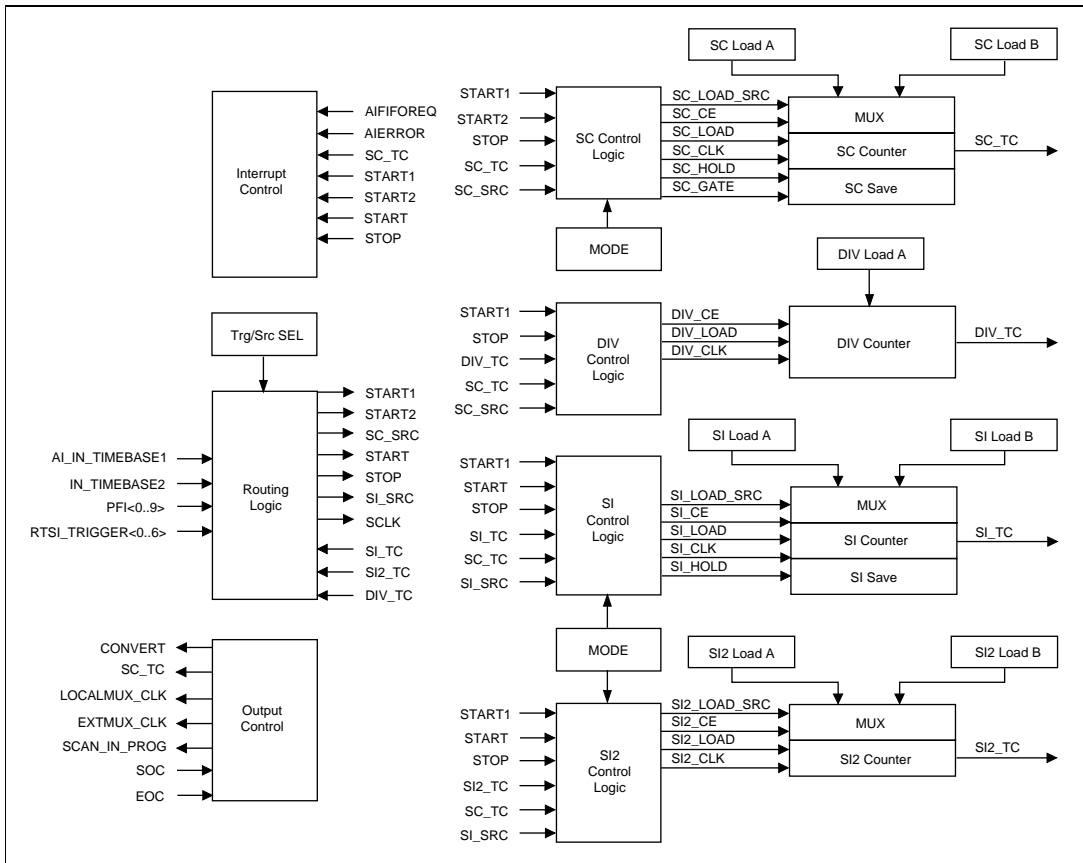 SC Load A
SC Load B
AIFIFOREQ
AIERROR
SC_TC
START1
START2
START
STOP
Interrupt
Control
START1
START2
STOP
SC_TC
SC_SRC
SC Control
Logic
MODE
SC_LOAD_SRC
SC_CE
SC_LOAD
SC_CLK
SC_HOLD
SC_GATE
MUX
SC Counter
SC Save
SC_TC
DIV Load A
START1
STOP
DIV_TC
SC_TC
SC_SRC
DIV
Control
Logic
DIV_CE
DIV_LOAD
DIV_CLK
DIV Counter
DIV_TC
Trg/Src SEL
AI_IN_TIMEBASE1
IN_TIMEBASE2
PFI<0..9>
RTSI_TRIGGER<0..6>
Routing
Logic
START1
START2
SC_SRC
START
STOP
SI_SRC
SCLK
SI_TC
SI2_TC
DIV_TC
SI Load A
SI Load B
START1
START
STOP
SI_TC
SC_TC
SI_SRC
SI
Control
Logic
SI_LOAD_SRC
SI_CE
SI_LOAD
SI_CLK
SI_HOLD
MUX
SI Counter
SI Save
SI_TC
MODE
CONVERT
SC_TC
LOCALMUX_CLK
EXTMUX_CLK
SCAN_IN_PROG
SOC
EOC
Output
Control
SI2 Load A
SI2 Load B
START1
START
STOP
SI2_TC
SC_TC
SI_SRC
SI2
Control
Logic
SI2_LOAD_SRC
SI2_CE
SI2_LOAD
SI2_CLK
MUX
SI2 Counter
SI2_TC